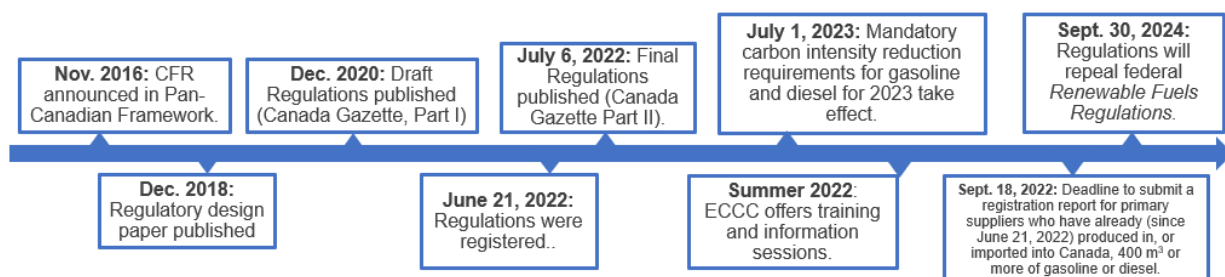 Nov. 2016: CFR
announced in Pan-
Canadian Framework.
Dec. 2018:
Regulatory design
paper published
Dec. 2020: Draft
Regulations published
(Canada Gazette, Part I)
June 21, 2022:
Regulations were
registered..
July 6, 2022: Final
Regulations
published (Canada
Gazette Part II).
July 1, 2023: Mandatory
carbon intensity reduction
requirements for gasoline
and diesel for 2023 take
effect.
Summer 2022:
ECCC offers training
and information
sessions.
Sept. 18, 2022: Deadline to submit a
registration report for primary
suppliers who have already (since
June 21, 2022) produced in, or
imported into Canada, 400 m³ or
more of gasoline or diesel.
Sept. 30, 2024:
Regulations will
repeal federal
Renewable Fuels
Regulations.